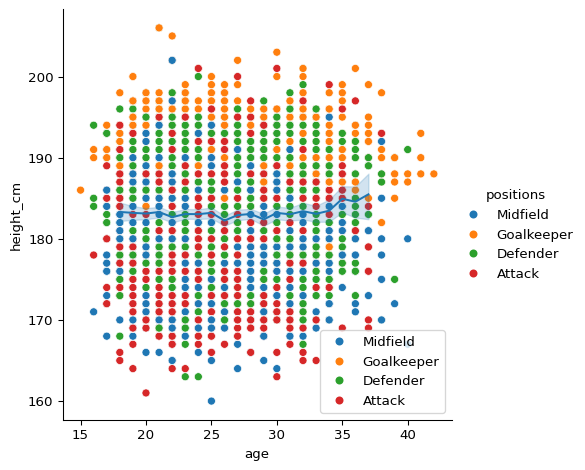 200
190
180
170
160
height_cm
15
20
25
30
35
40
age
positions
Midfield
Goalkeeper
Defender
Attack
Midfield
Goalkeeper
Defender
Attack